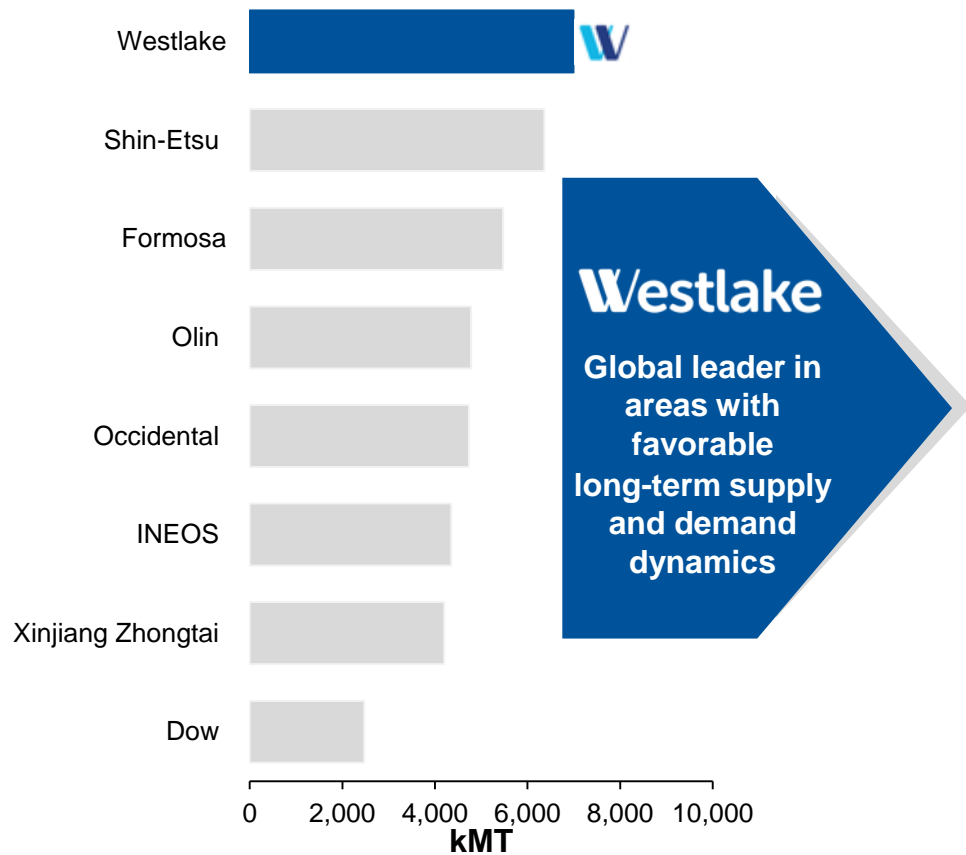 Westlake
Shin-Etsu
Formosa
Westlake
Global leader in
areas with
favorable
long-term supply
and demand
dynamics
Olin
Occidental
INEOS
Xinjiang Zhongtai
Dow
0 2,000 4,000 6,000 8,000 10,000
kMT